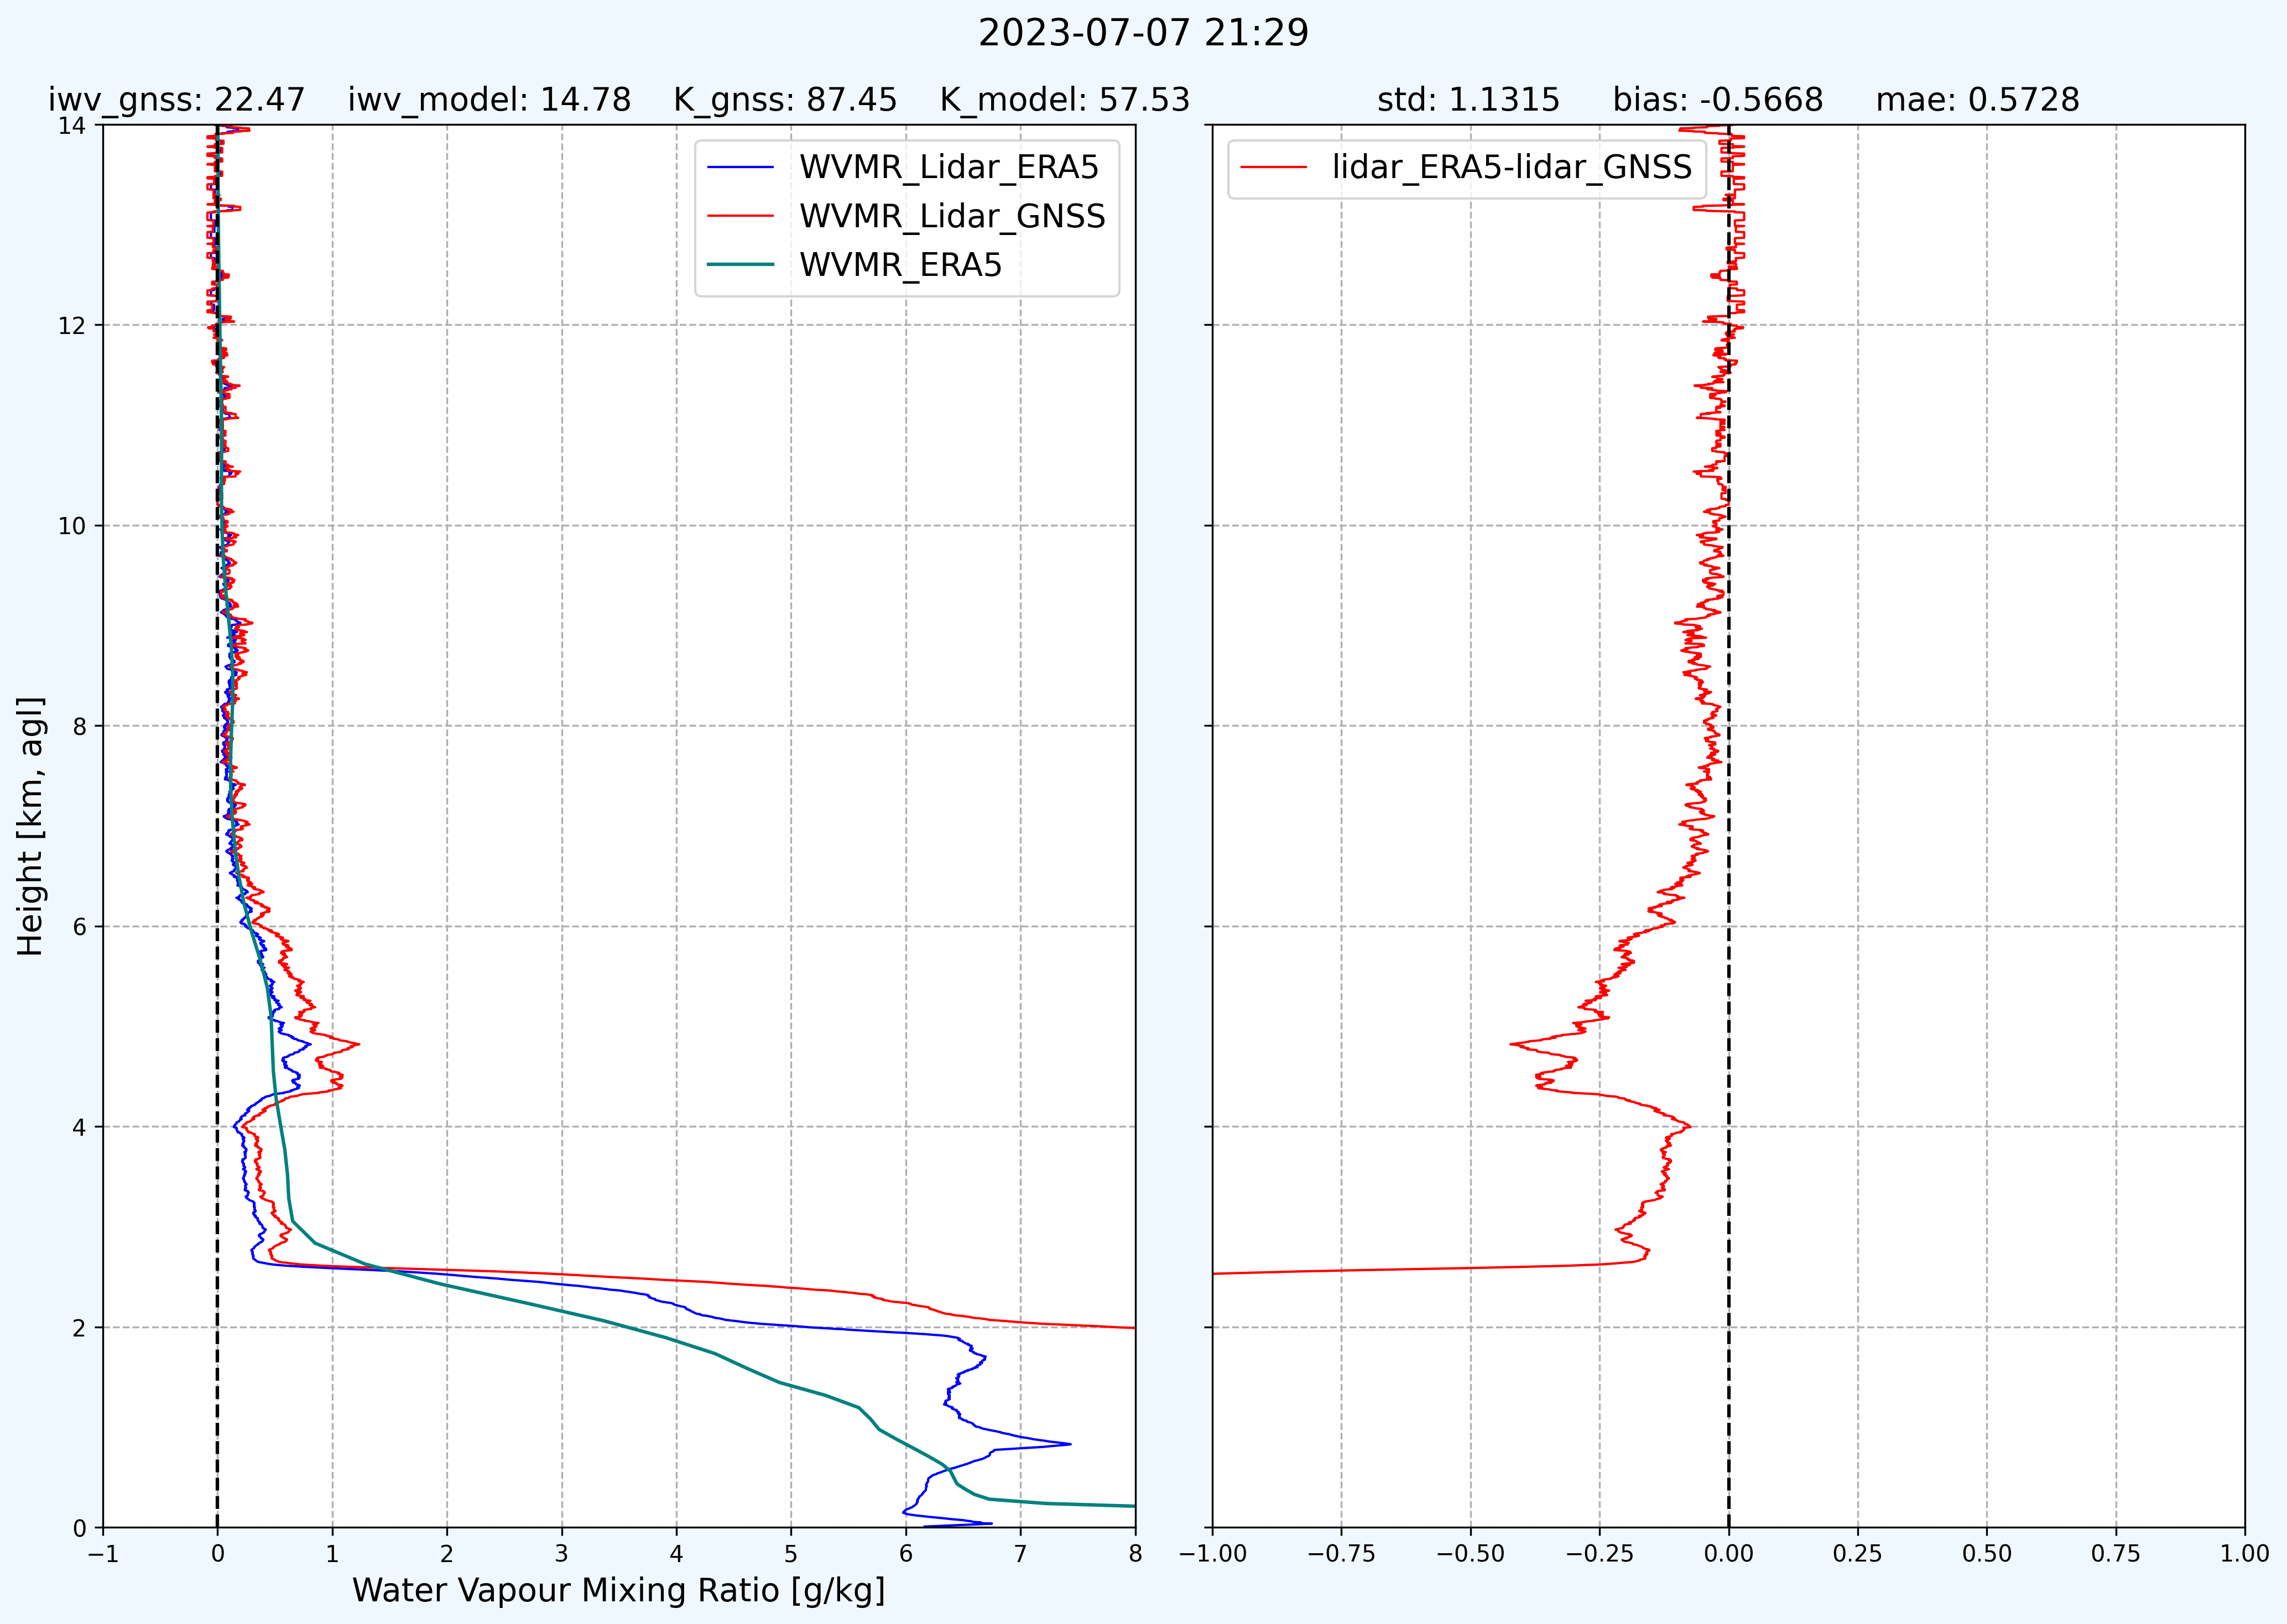 2023-07-07 21:29
iwv_gnss: 22.47 iwv_model: 14.78 K_gnss: 87.45 K_model: 57.53
std: 1.1315 bias: -0.5668 mae: 0.5728
WVMR_Lidar_ERA5
WVMR_Lidar_GNSS
WVMR_ERA5
lidar_ERA5-lidar_GNSS
Height [km, agl]
14
12
10
8
6
4
2
0
−1 0 1 2 3 4 5 6 7 8
Water Vapour Mixing Ratio [g/kg]
−1.00 −0.75 −0.50 −0.25 0.00 0.25 0.50 0.75 1.00